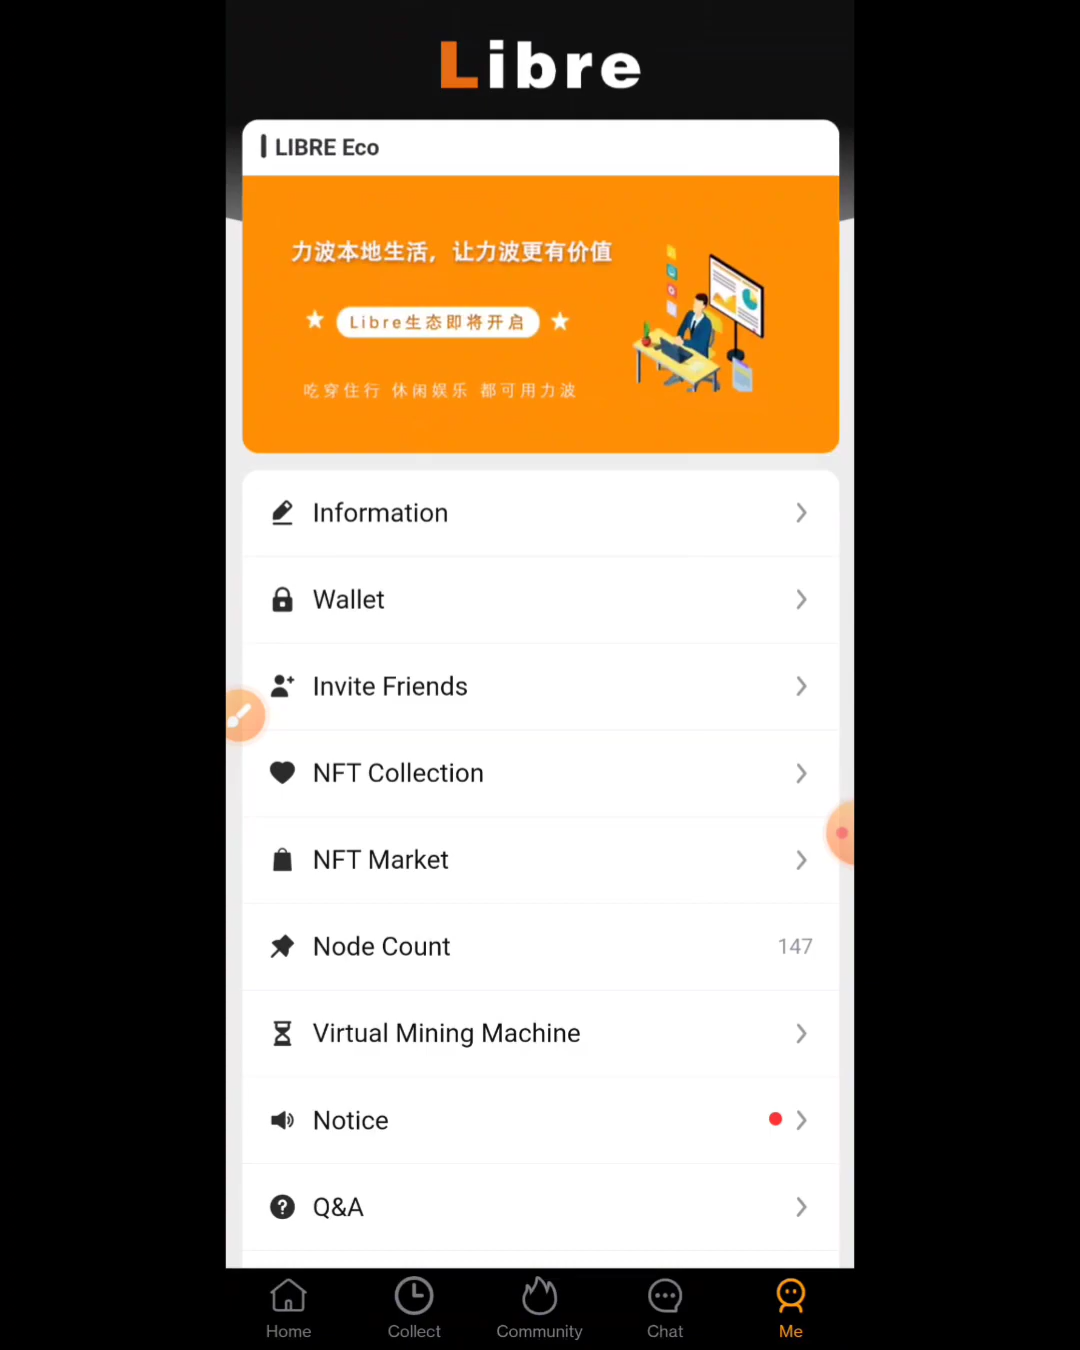 Libre
LIBRE Eco
力波本地生活，让力波更有价值
Libre生态即将开启
吃穿住行 休闲娱乐 都可用力波
Information
Wallet
Invite Friends
NFT Collection
NFT Market
Node Count 147
Virtual Mining Machine
Notice
Q&A
Home Collect Community Chat Me